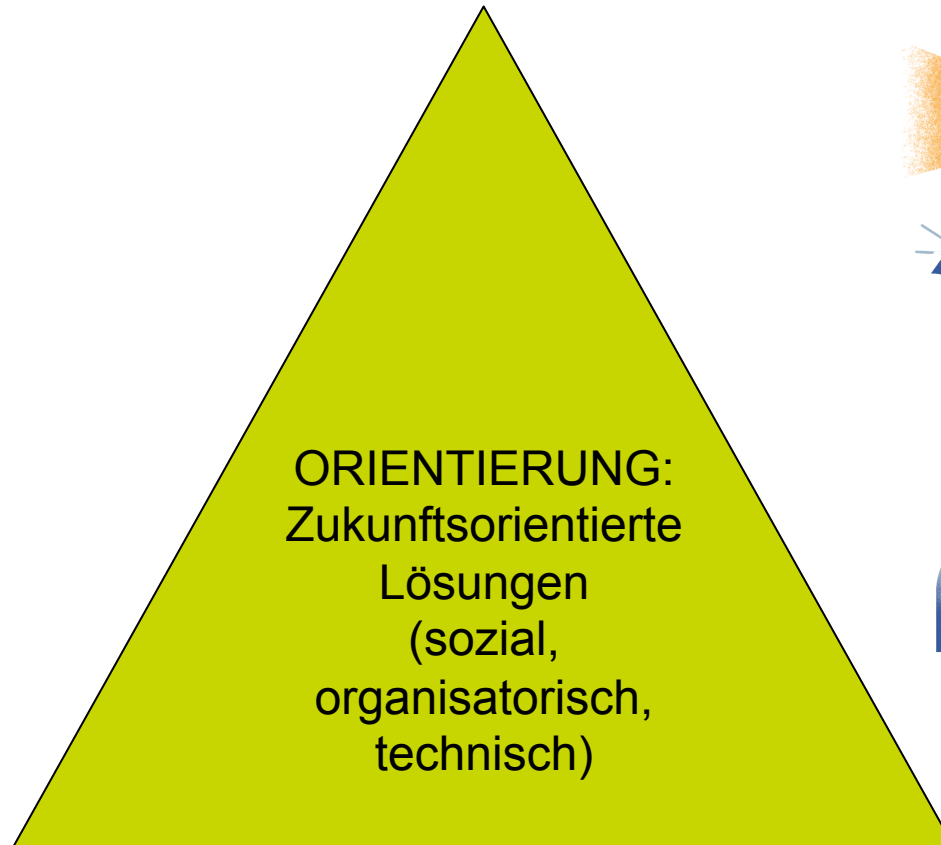 ORIENTIERUNG:
Zukunftsorientierte
Lösungen
(sozial,
organisatorisch,
technisch)